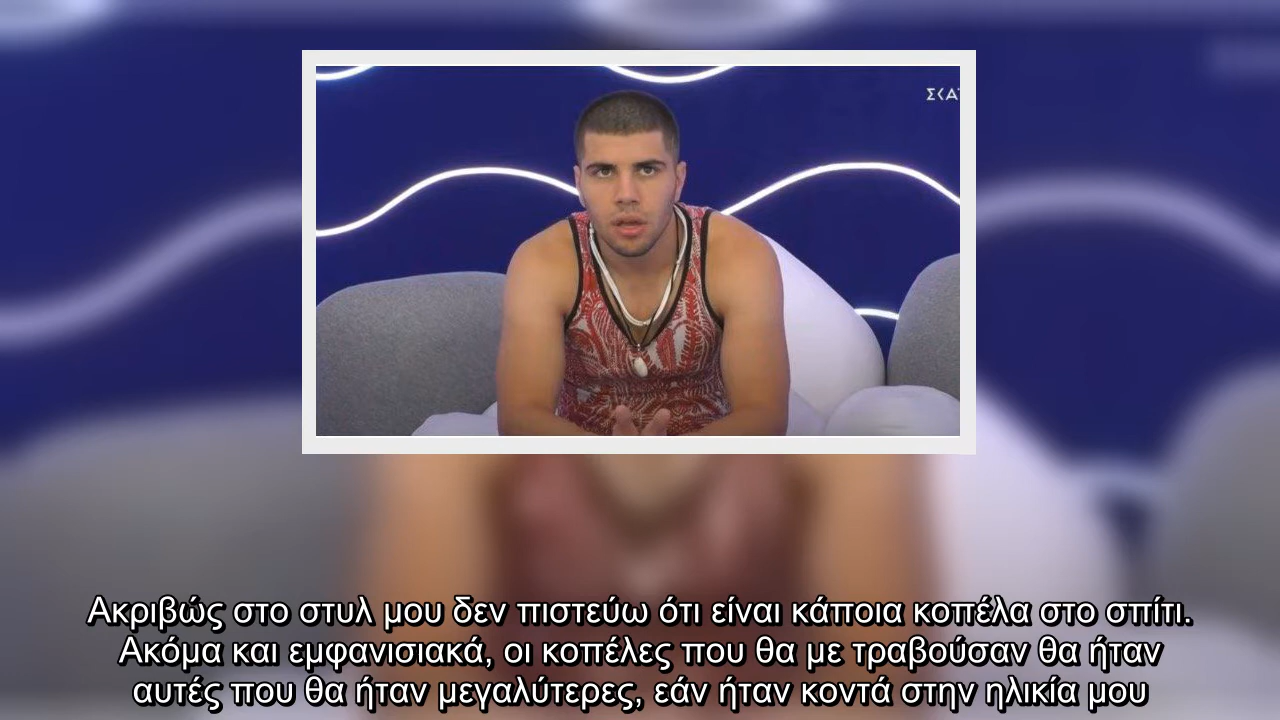 ΣΚΑΪ
Ακριβώς στο στυλ μου δεν πιστεύω ότι είναι κάποια κοπέλα στο σπίτι.
Ακόμα και εμφανισιακά, οι κοπέλες που θα με τραβούσαν θα ήταν
αυτές που θα ήταν μεγαλύτερες, εάν ήταν κοντά στην ηλικία μου